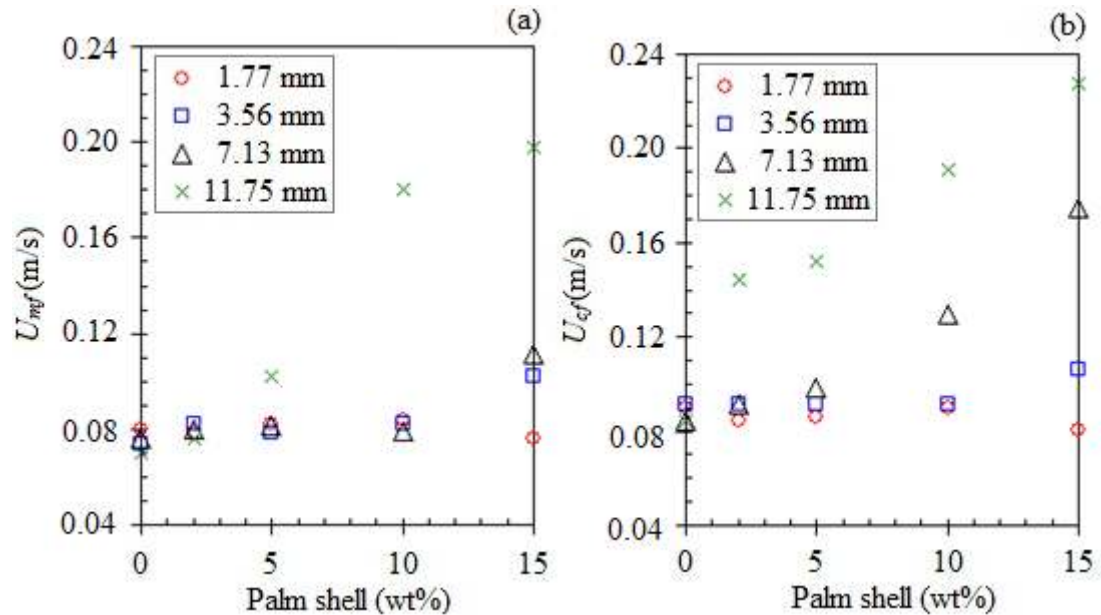 (a)
0.24
0.20
0.16
0.12
0.08
0.04
U_mf (m/s)
1.77 mm
3.56 mm
7.13 mm
11.75 mm
0 5 10 15
Palm shell (wt%)
(b)
0.24
0.20
0.16
0.12
0.08
0.04
U_cf (m/s)
1.77 mm
3.56 mm
7.13 mm
11.75 mm
0 5 10 15
Palm shell (wt%)